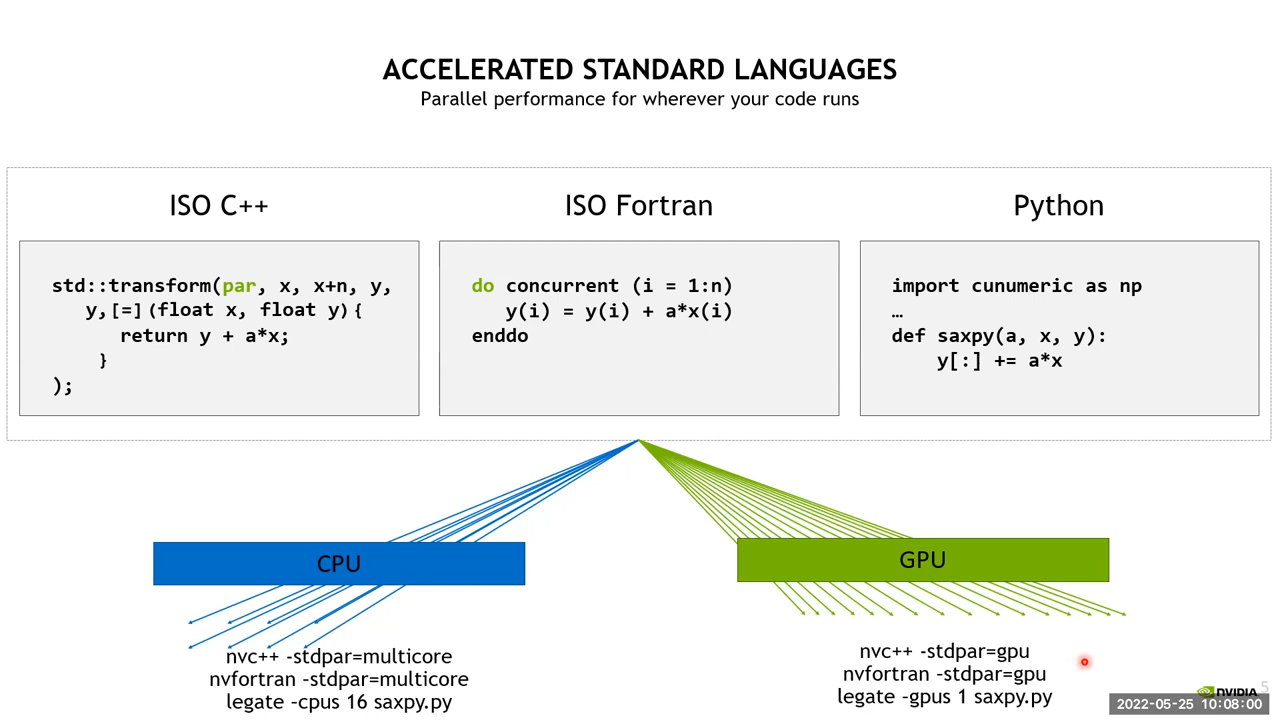 ACCELERATED STANDARD LANGUAGES
Parallel performance for wherever your code runs
ISO C++
std::transform(par, x, x+n, y,
y,[=](float x, float y){
return y + a*x;
}
);
ISO Fortran
do concurrent (i = 1:n)
y(i) = y(i) + a*x(i)
enddo
Python
import cunumeric as np
…
def saxpy(a, x, y):
y[:] += a*x
CPU
GPU
nvc++ -stdpar=multicore
nvfortran -stdpar=multicore
legate -cpus 16 saxpy.py
nvc++ -stdpar=gpu
nvfortran -stdpar=gpu
legate -gpus 1 saxpy.py
NVIDIA
5
2022-05-25 10:08:00